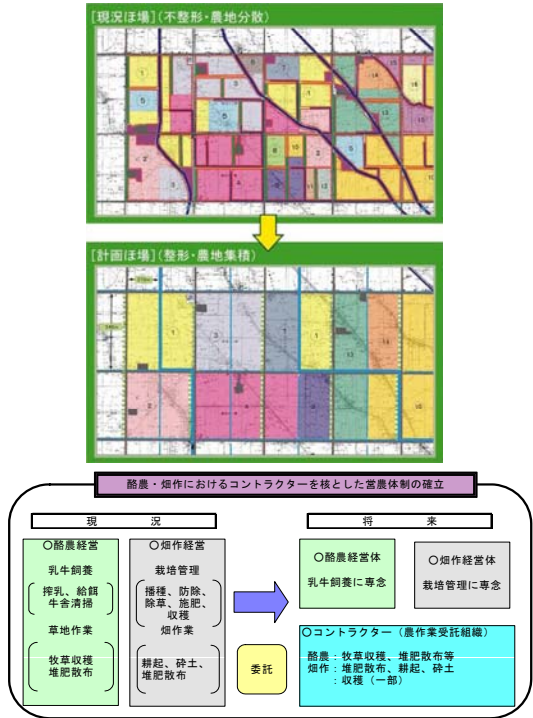 [現況ほ場](不整形・農地分散)
[計画ほ場](整形・農地集積)
酪農・畑作におけるコントラクターを核とした営農体制の確立
現　況
将　来
○酪農経営
乳牛飼養
搾乳、給餌
牛舎清掃
草地作業
牧草収穫
堆肥散布
○畑作経営
栽培管理
播種、防除、
除草、施肥、
収穫
畑作業
耕起、砕土、
堆肥散布
委託
○酪農経営体
乳牛飼養に専念
○畑作経営体
栽培管理に専念
○コントラクター（農作業受託組織）
酪農：牧草収穫、堆肥散布等
畑作：堆肥散布、耕起、砕土
：収穫（一部）